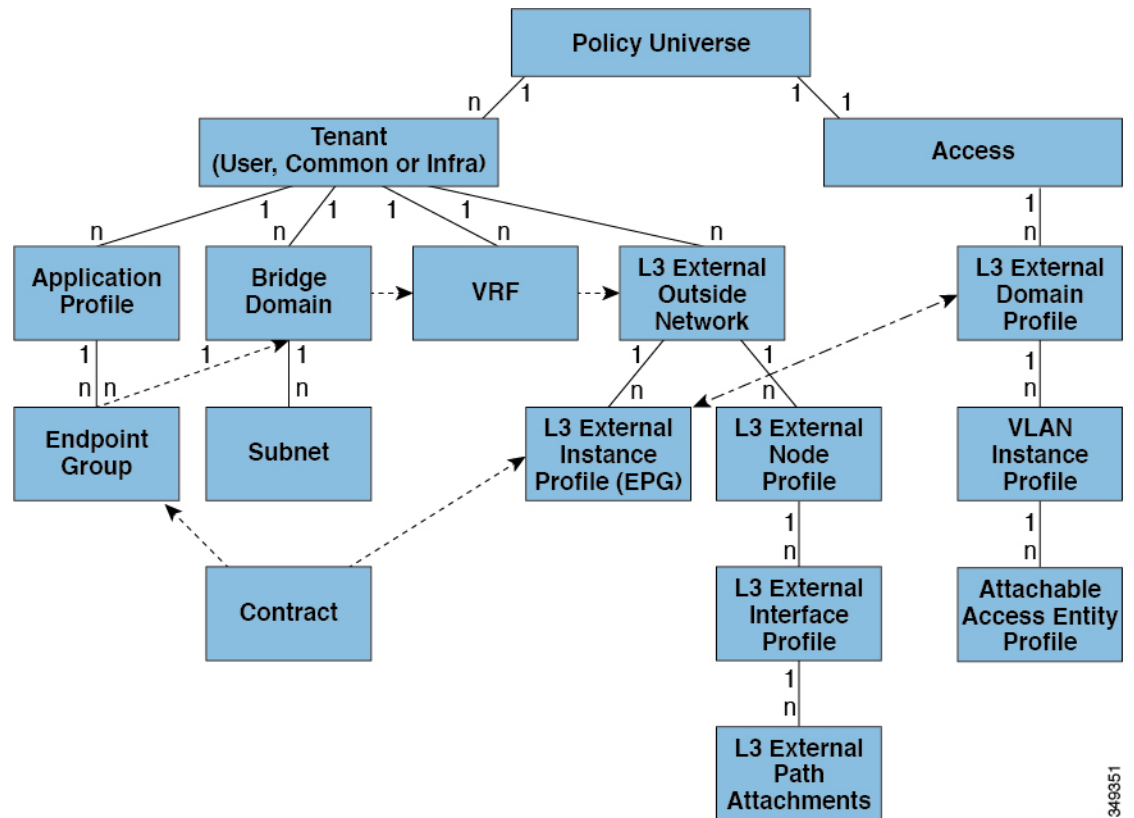 Policy Universe
n
1
1
1
Tenant
(User, Common or Infra)
Access
1
1
1
1
1
n
n
n
n
n
Application
Profile
Bridge
Domain
VRF
L3 External
Outside
Network
L3 External
Domain
Profile
1
1
1
1
1
1
n
n
n
n
n
n
Endpoint
Group
Subnet
L3 External
Instance
Profile (EPG)
L3 External
Node
Profile
VLAN
Instance
Profile
1
1
n
n
Contract
L3 External
Interface
Profile
Attachable
Access Entity
Profile
1
n
L3 External
Path
Attachments
349351